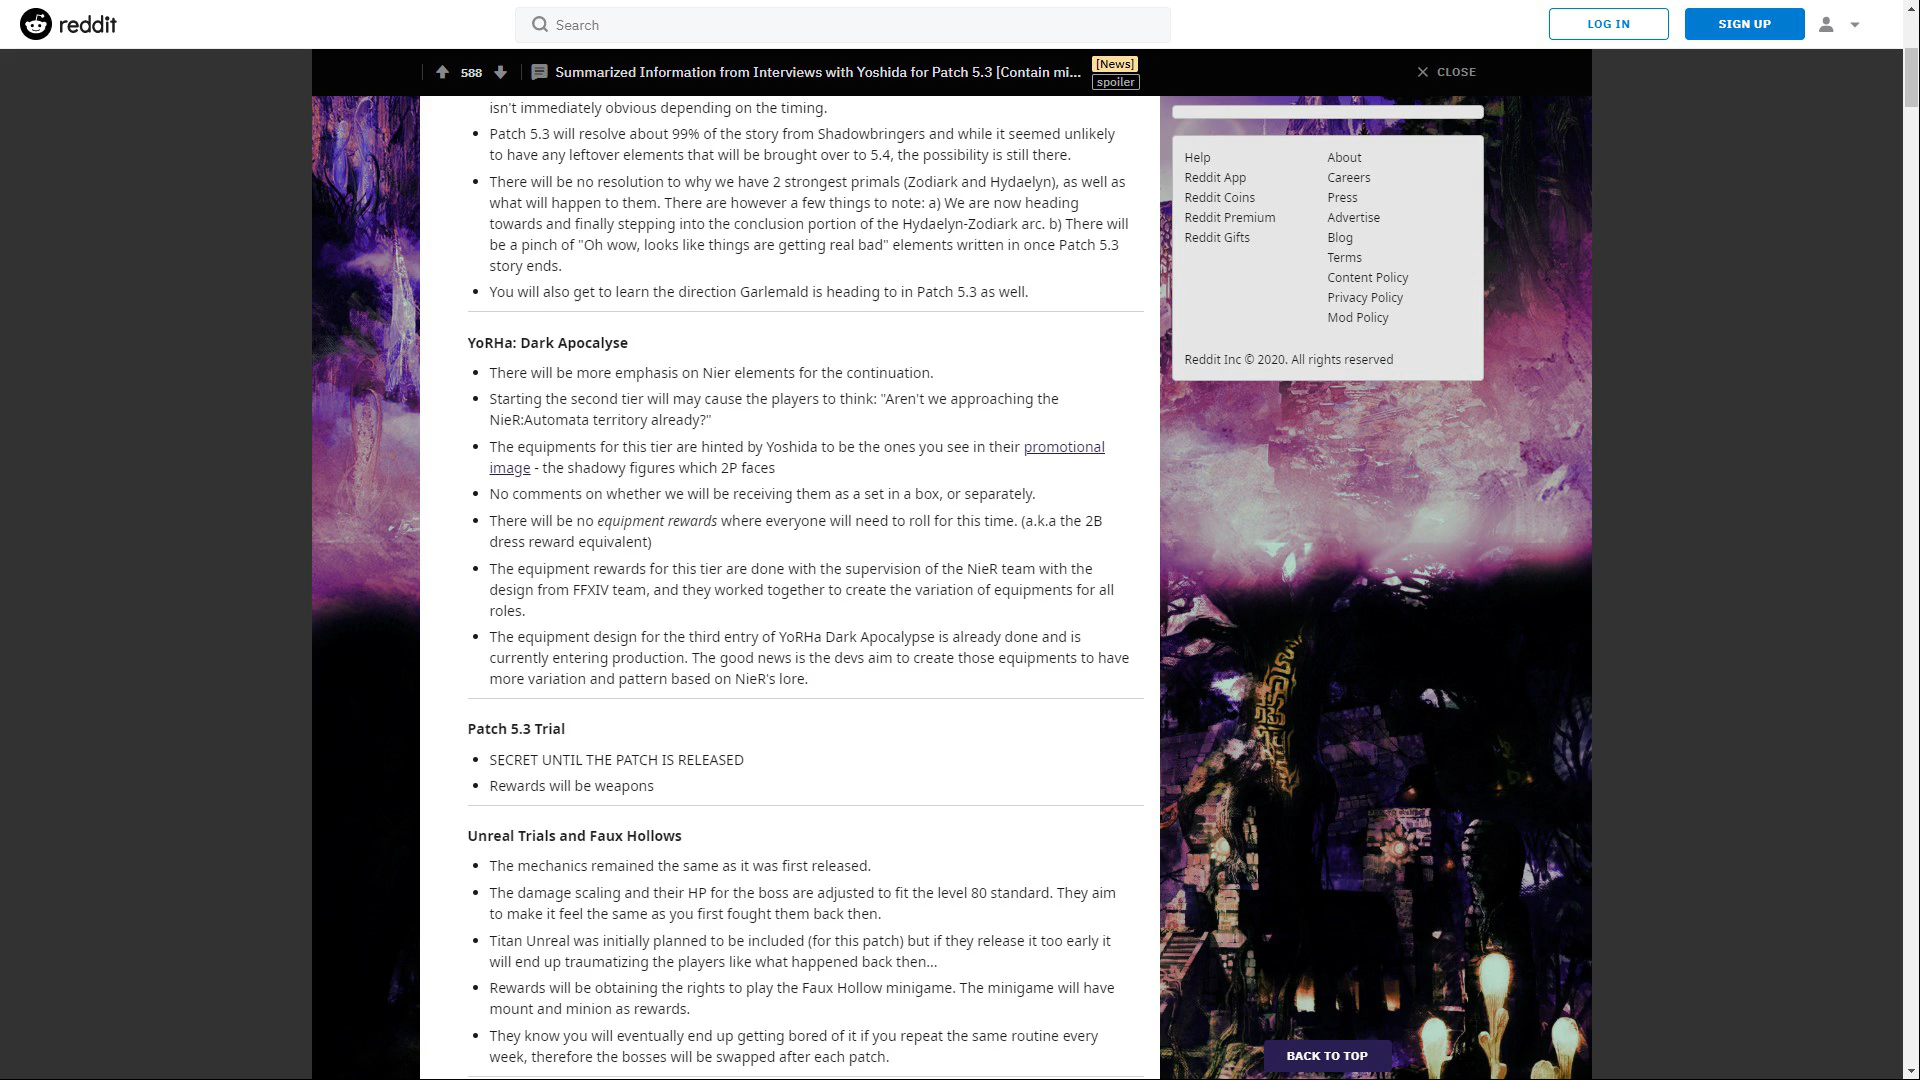 reddit
Search
LOG IN
SIGN UP
588
Summarized Information from Interviews with Yoshida for Patch 5.3 [Contain mi...
[News]
spoiler
CLOSE
isn't immediately obvious depending on the timing.
Patch 5.3 will resolve about 99% of the story from Shadowbringers and while it seemed unlikely
to have any leftover elements that will be brought over to 5.4, the possibility is still there.
There will be no resolution to why we have 2 strongest primals (Zodiark and Hydaelyn), as well as
what will happen to them. There are however a few things to note: a) We are now heading
towards and finally stepping into the conclusion portion of the Hydaelyn-Zodiark arc. b) There will
be a pinch of "Oh wow, looks like things are getting real bad" elements written in once Patch 5.3
story ends.
You will also get to learn the direction Garlemald is heading to in Patch 5.3 as well.
YoRHa: Dark Apocalyse
There will be more emphasis on Nier elements for the continuation.
Starting the second tier will may cause the players to think: "Aren't we approaching the
NieR:Automata territory already?"
The equipments for this tier are hinted by Yoshida to be the ones you see in their promotional
image - the shadowy figures which 2P faces
No comments on whether we will be receiving them as a set in a box, or separately.
There will be no equipment rewards where everyone will need to roll for this time. (a.k.a the 2B
dress reward equivalent)
The equipment rewards for this tier are done with the supervision of the NieR team with the
design from FFXIV team, and they worked together to create the variation of equipments for all
roles.
The equipment design for the third entry of YoRHa Dark Apocalypse is already done and is
currently entering production. The good news is the devs aim to create those equipments to have
more variation and pattern based on NieR's lore.
Patch 5.3 Trial
SECRET UNTIL THE PATCH IS RELEASED
Rewards will be weapons
Unreal Trials and Faux Hollows
The mechanics remained the same as it was first released.
The damage scaling and their HP for the boss are adjusted to fit the level 80 standard. They aim
to make it feel the same as you first fought them back then.
Titan Unreal was initially planned to be included (for this patch) but if they release it too early it
will end up traumatizing the players like what happened back then...
Rewards will be obtaining the rights to play the Faux Hollow minigame. The minigame will have
mount and minion as rewards.
They know you will eventually end up getting bored of it if you repeat the same routine every
week, therefore the bosses will be swapped after each patch.
Help
Reddit App
Reddit Coins
Reddit Premium
Reddit Gifts
About
Careers
Press
Advertise
Blog
Terms
Content Policy
Privacy Policy
Mod Policy
Reddit Inc © 2020. All rights reserved
BACK TO TOP